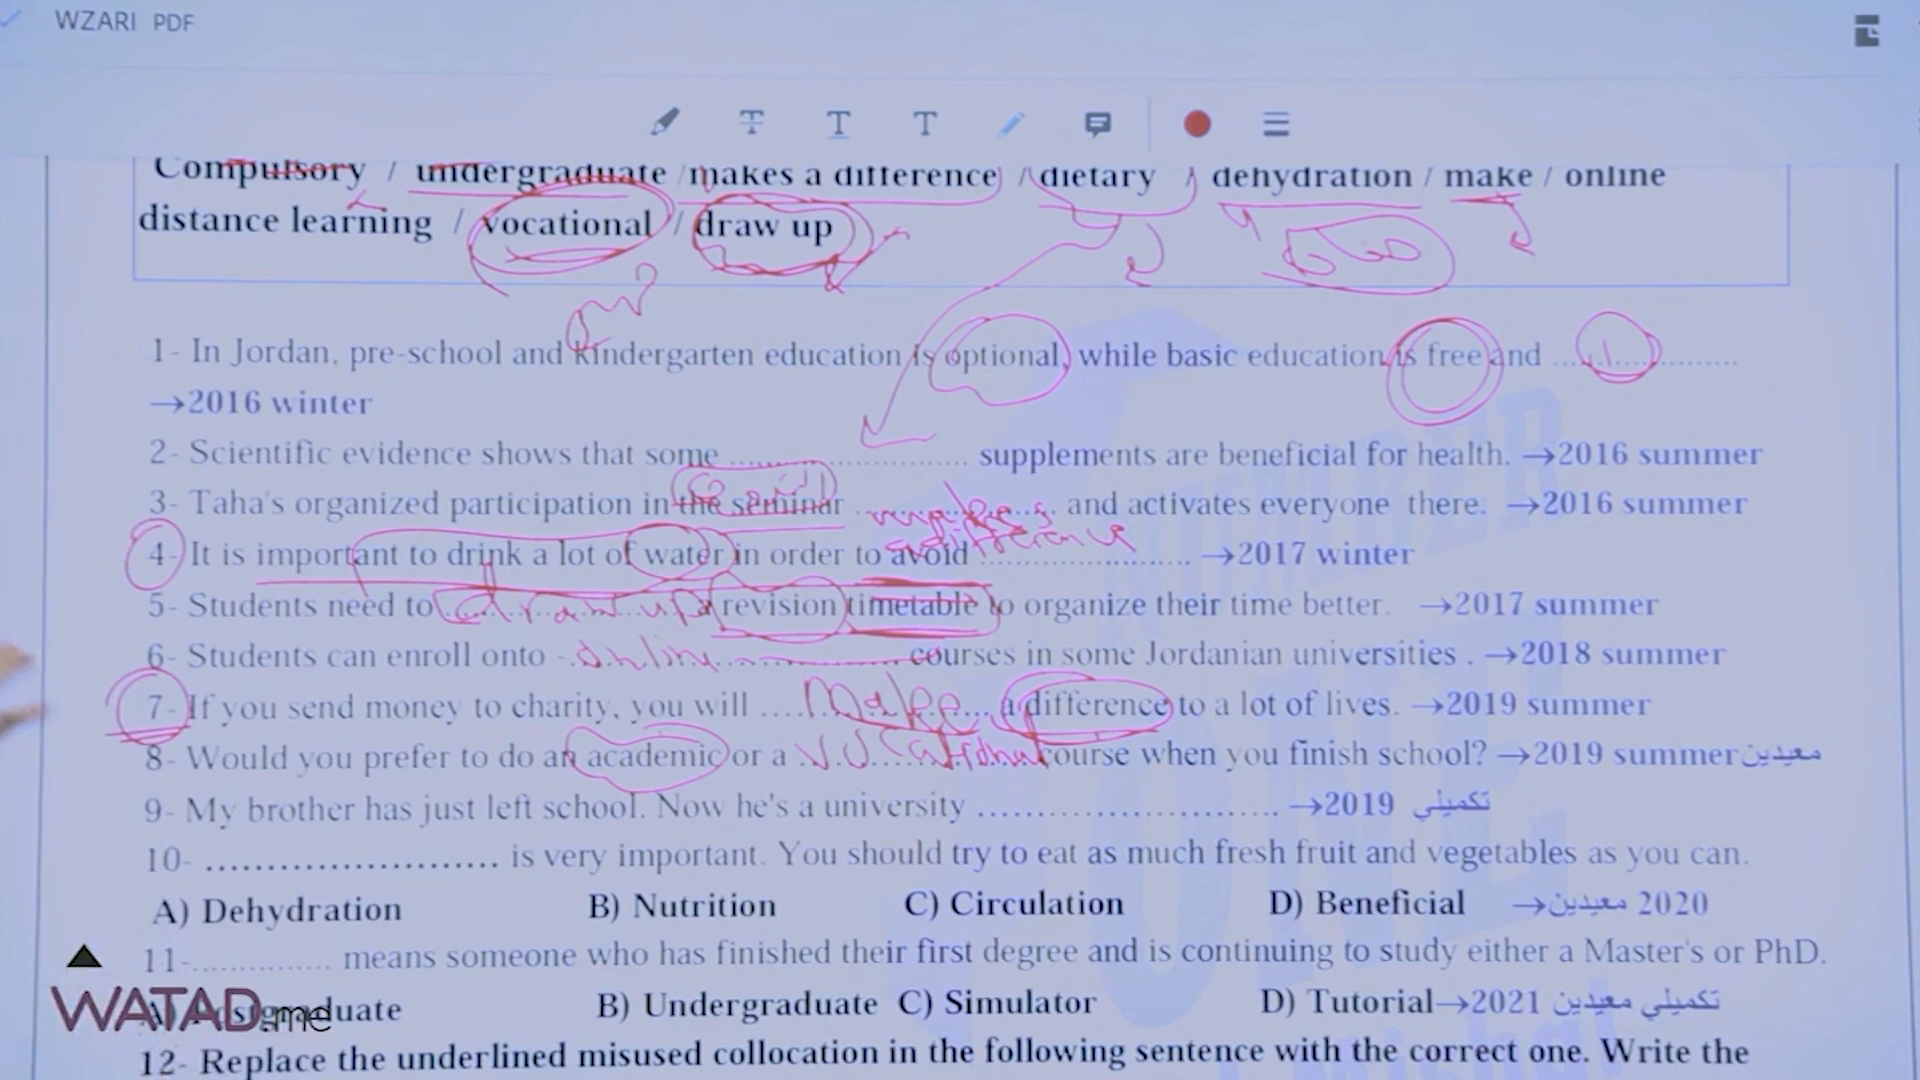 WZARI PDF
Compulsory / undergraduate / makes a difference / dietary / dehydration / make / online
distance learning / vocational / draw up
1- In Jordan, pre-school and kindergarten education is optional, while basic education is free and ..... 1 ...............
→2016 winter
2- Scientific evidence shows that some ........................ supplements are beneficial for health. →2016 summer
3- Taha's organized participation in the seminar makes a difference and activates everyone there. →2016 summer
4- It is important to drink a lot of water in order to avoid ........................ →2017 winter
5- Students need to draw up a revision timetable to organize their time better. →2017 summer
6- Students can enroll onto - online ............ courses in some Jordanian universities . →2018 summer
7- If you send money to charity, you will .... Make .... a difference to a lot of lives. →2019 summer
8- Would you prefer to do an academic or a vocational course when you finish school? →2019 summer معيدين
9- My brother has just left school. Now he's a university ........................... →2019 تكميلي
10- .......................... is very important. You should try to eat as much fresh fruit and vegetables as you can.
A) Dehydration B) Nutrition C) Circulation D) Beneficial →معيدين 2020
11-.............. means someone who has finished their first degree and is continuing to study either a Master's or PhD.
A) Postgraduate B) Undergraduate C) Simulator D) Tutorial→2021 تكميلي معيدين
WATAD.me
12- Replace the underlined misused collocation in the following sentence with the correct one. Write the